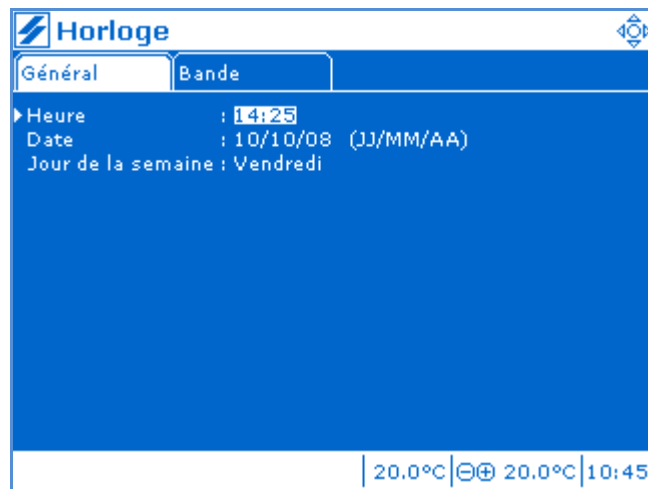 Horloge
Général Bande
Heure : 14:25
Date : 10/10/08 (JJ/MM/AA)
Jour de la semaine : Vendredi
20.0°C ⊖⊕ 20.0°C 10:45